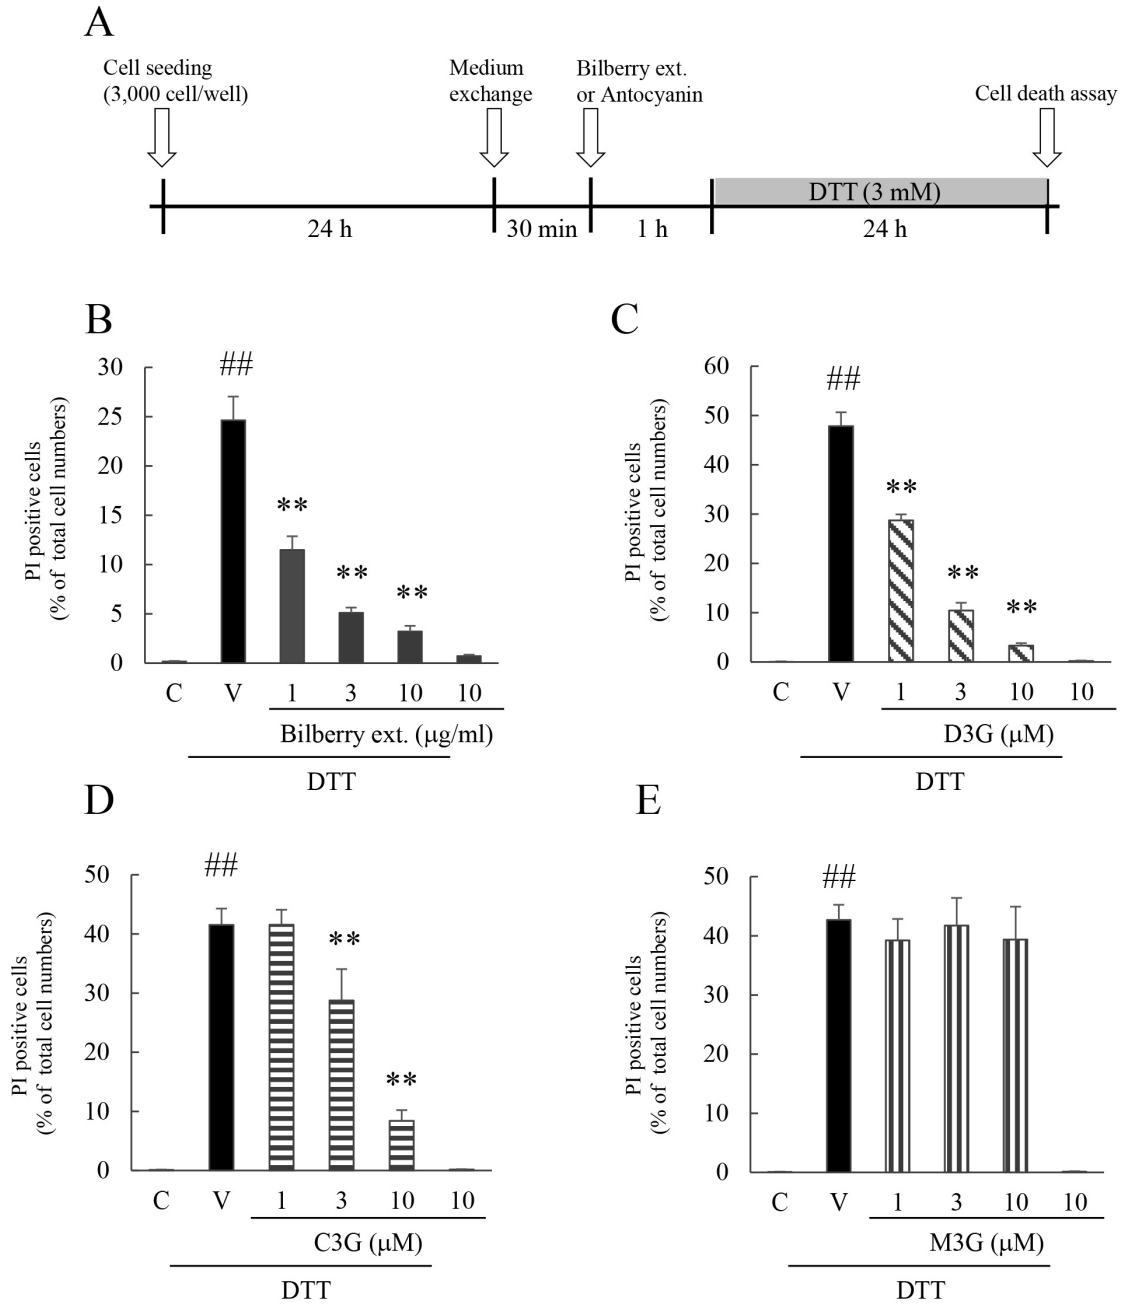 A
Cell seeding
(3,000 cell/well)
Medium
exchange
Bilberry ext.
or Antocyanin
Cell death assay
DTT (3 mM)
24 h
30 min
1 h
24 h
B
PI positive cells
(% of total cell numbers)
30
25
20
15
10
5
0
##
**
**
**
C V 1 3 10 10
Bilberry ext. (μg/ml)
DTT
C
PI positive cells
(% of total cell numbers)
60
50
40
30
20
10
0
##
**
**
**
C V 1 3 10 10
D3G (μM)
DTT
D
PI positive cells
(% of total cell numbers)
50
40
30
20
10
0
##
**
**
C V 1 3 10 10
C3G (μM)
DTT
E
PI positive cells
(% of total cell numbers)
50
40
30
20
10
0
##
C V 1 3 10 10
M3G (μM)
DTT